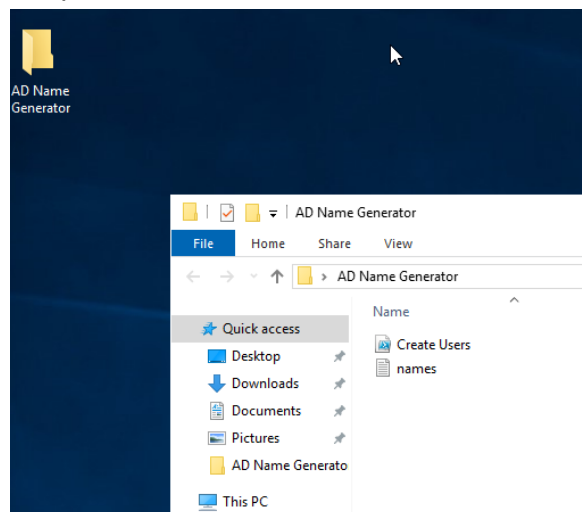 AD Name
Generator
AD Name Generator
File Home Share View
AD Name Generator
Name
Quick access
Create Users
Desktop
names
Downloads
Documents
Pictures
AD Name Generato
This PC